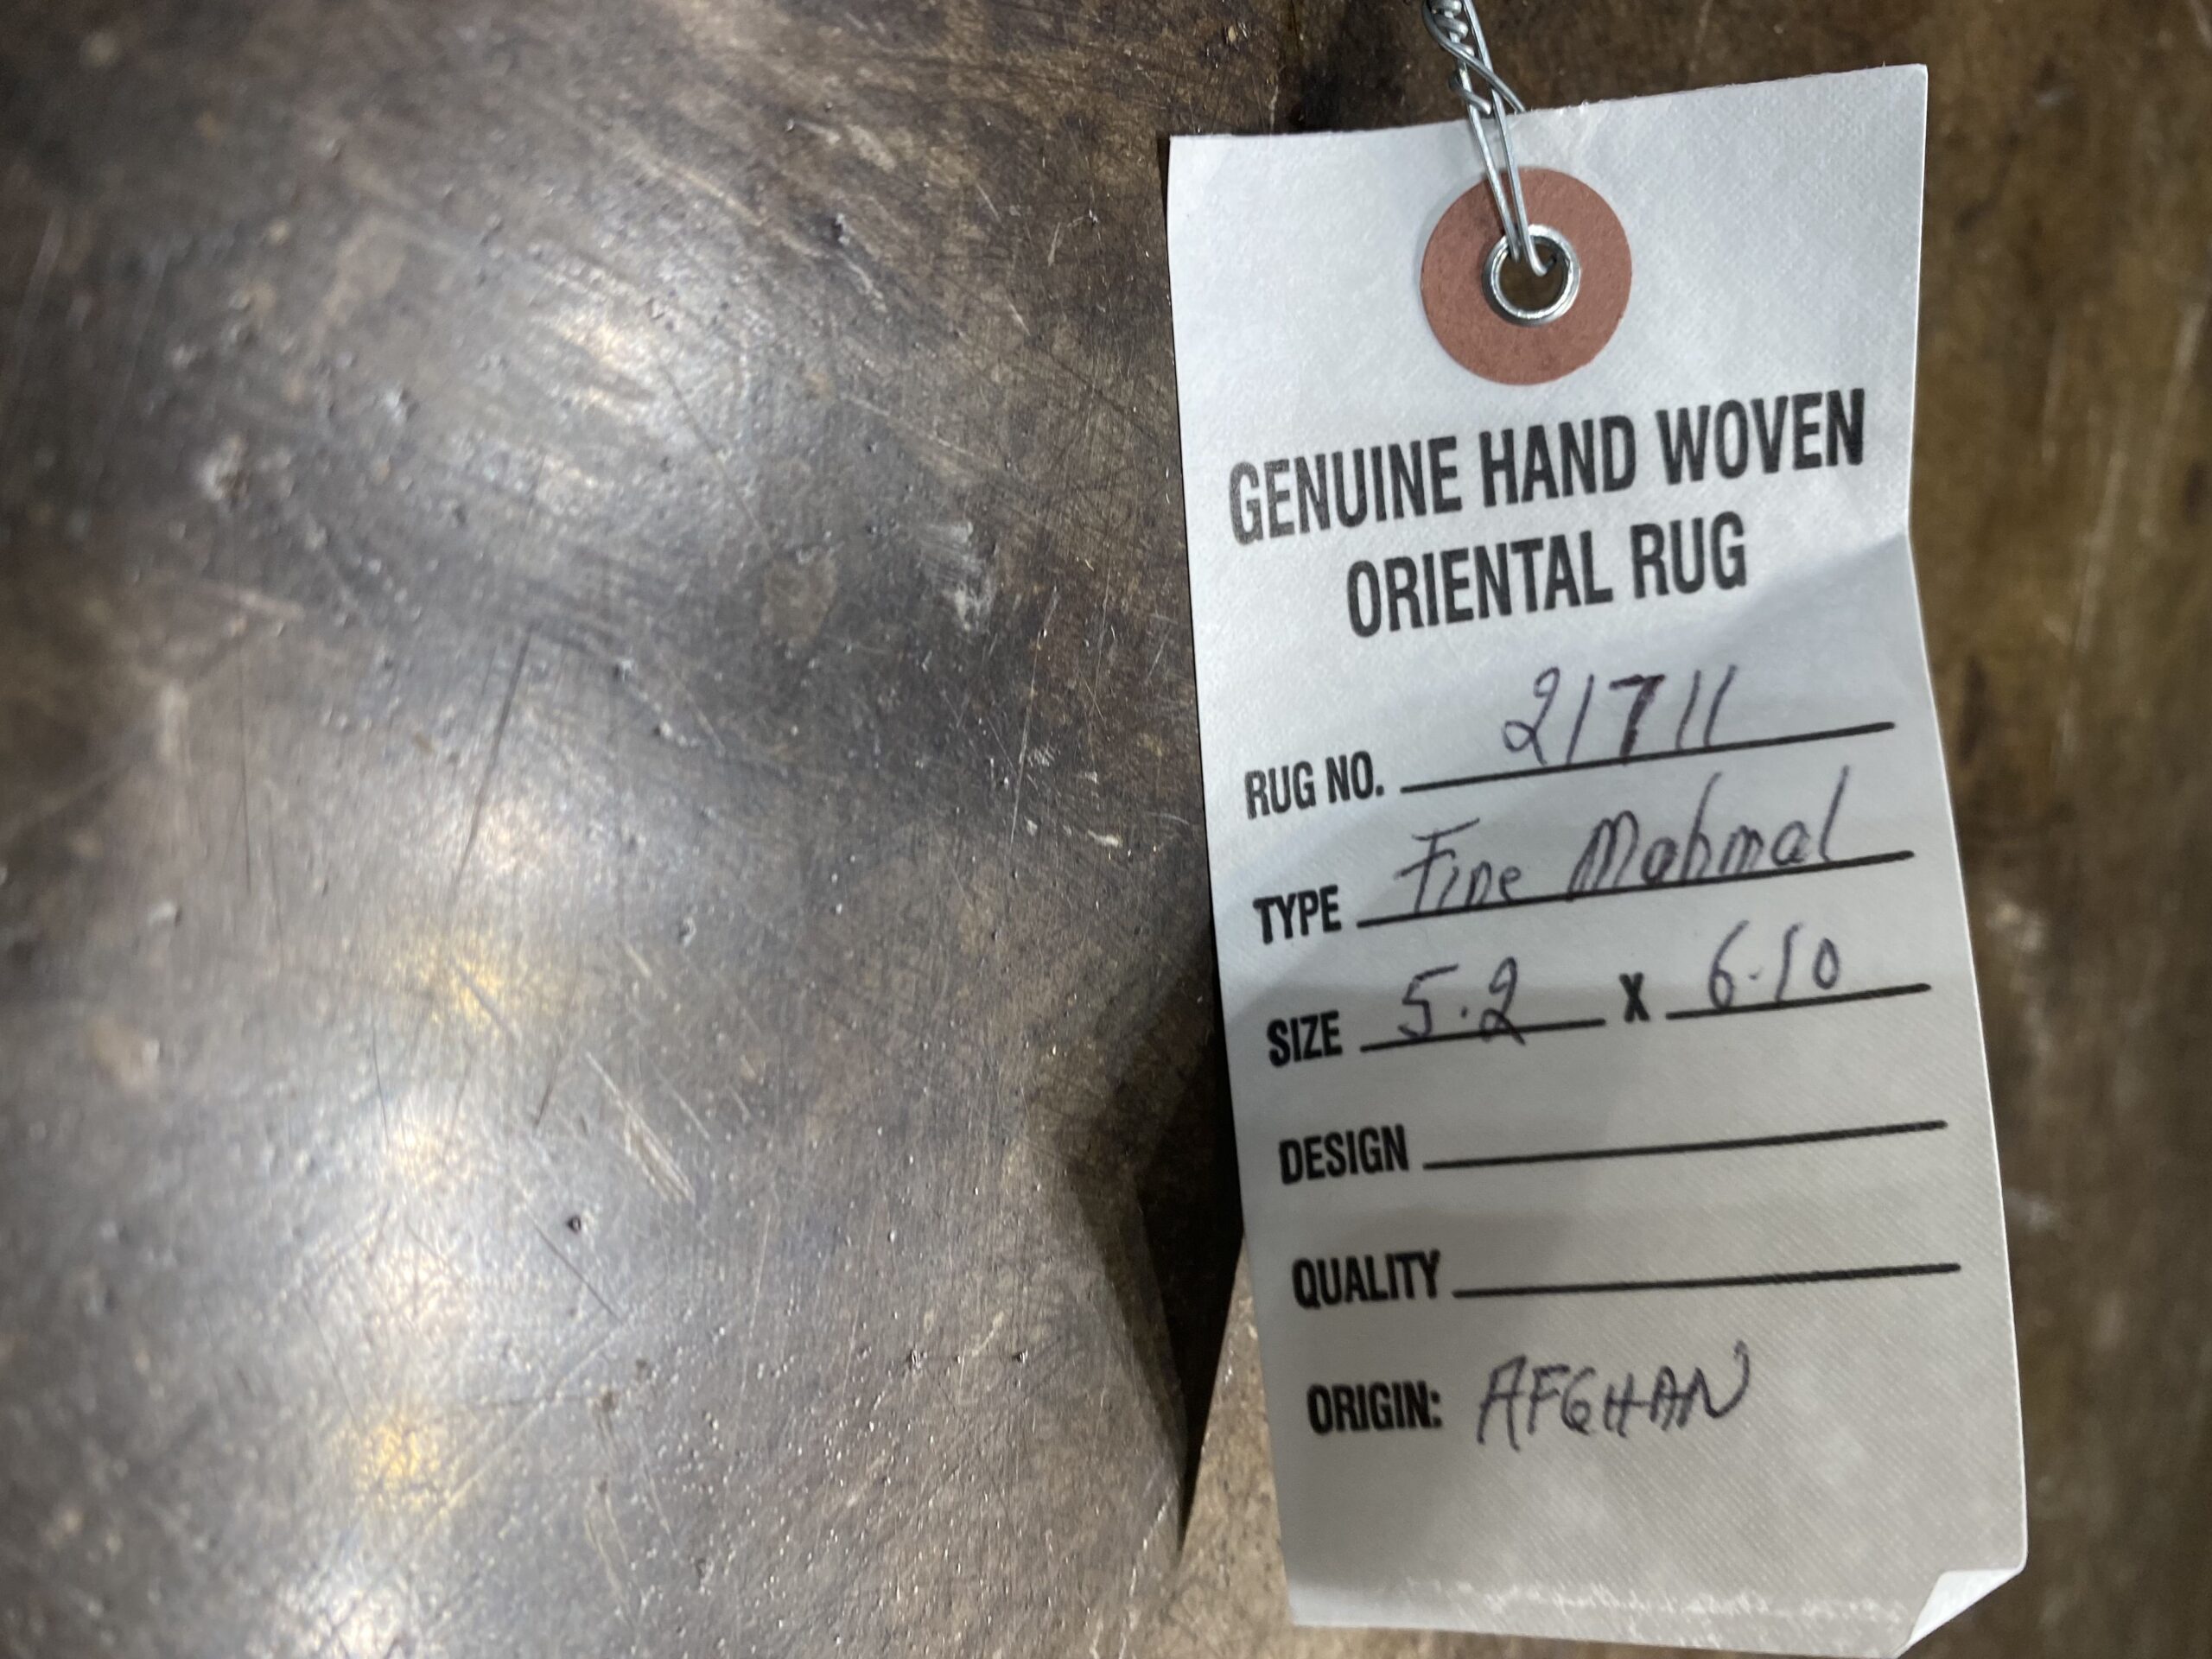 GENUINE HAND WOVEN
ORIENTAL RUG
RUG NO. 21711
TYPE Fine Mahmal
SIZE 5.2 X 6.10
DESIGN
QUALITY
ORIGIN: AFGHAN